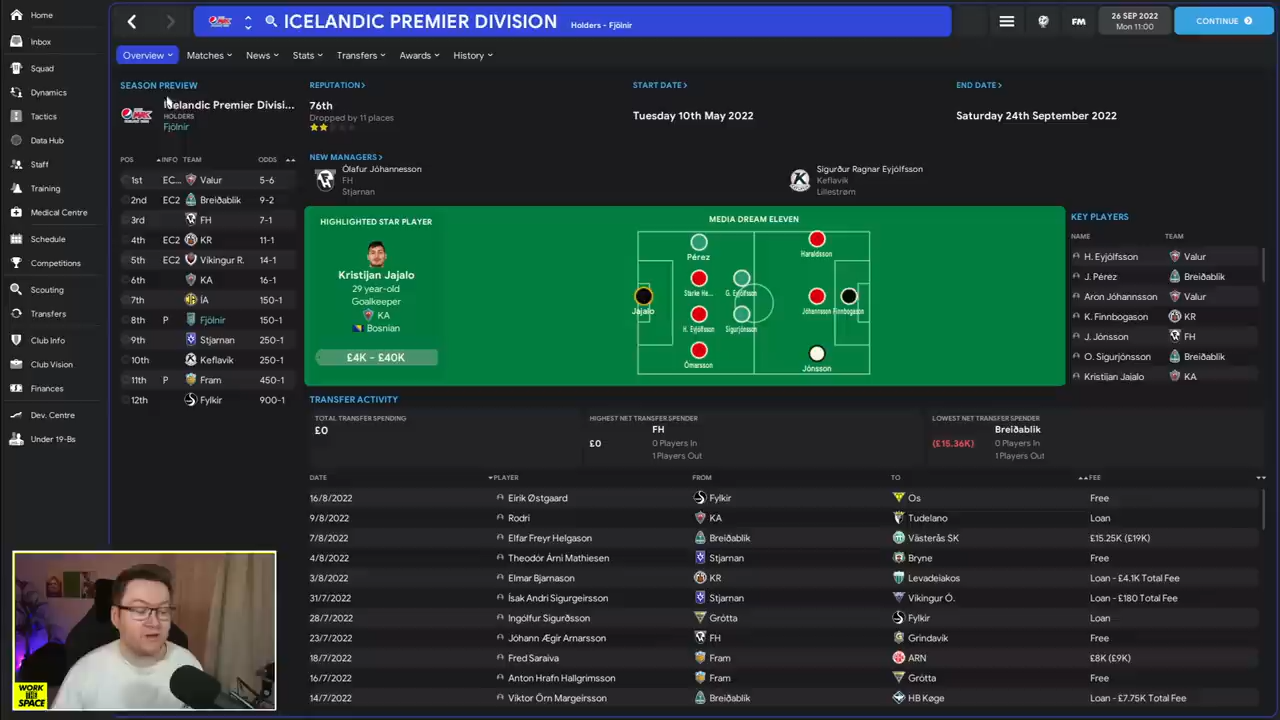 Home
Inbox
Squad
Dynamics
Tactics
Data Hub
Staff
Training
Medical Centre
Schedule
Competitions
Scouting
Transfers
Club Info
Club Vision
Finances
Dev. Centre
Under 19-Bs
ICELANDIC PREMIER DIVISION
Holders - Fjölnir
FM
26 SEP 2022
Mon 11:00
CONTINUE
Overview
Matches
News
Stats
Transfers
Awards
History
SEASON PREVIEW
Icelandic Premier Divisi...
HOLDERS
Fjölnir
POS INFO TEAM ODDS
1st EC... Valur 5-6
2nd EC2 Breiðablik 9-2
3rd FH 7-1
4th EC2 KR 11-1
5th EC2 Víkingur R. 14-1
6th KA 16-1
7th ÍA 150-1
8th P Fjölnir 150-1
9th Stjarnan 250-1
10th Keflavík 250-1
11th P Fram 450-1
12th Fylkir 900-1
REPUTATION
76th
Dropped by 11 places
START DATE
Tuesday 10th May 2022
END DATE
Saturday 24th September 2022
NEW MANAGERS
Ólafur Jóhannesson
FH
Stjarnan
Sigurður Ragnar Eyjólfsson
Keflavík
Lillestrøm
HIGHLIGHTED STAR PLAYER
Kristijan Jajalo
29 year-old
Goalkeeper
KA
Bosnian
£4K - £40K
MEDIA DREAM ELEVEN
Pérez
Haraldsson
Starke He...
G. Eyjólfsson
Jajalo
Jóhannsson
Finnbogason
H. Eyjólfsson
Sigurjónsson
Ómarsson
Jónsson
KEY PLAYERS
NAME TEAM
H. Eyjólfsson Valur
J. Pérez Breiðablik
Aron Jóhannsson Valur
K. Finnbogason KR
J. Jónsson FH
O. Sigurjónsson Breiðablik
Kristijan Jajalo KA
TRANSFER ACTIVITY
TOTAL TRANSFER SPENDING
£0
HIGHEST NET TRANSFER SPENDER
FH
£0 0 Players In
1 Players Out
LOWEST NET TRANSFER SPENDER
Breiðablik
(£15.36K) 0 Players In
1 Players Out
DATE PLAYER FROM TO FEE
16/8/2022 Eirik Østgaard Fylkir Os Free
9/8/2022 Rodri KA Tudelano Loan
7/8/2022 Elfar Freyr Helgason Breiðablik Västerås SK £15.25K (£19K)
4/8/2022 Theodór Árni Mathiesen Stjarnan Bryne Free
3/8/2022 Elmar Bjarnason KR Levadeiakos Loan - £4.1K Total Fee
31/7/2022 Ísak Andri Sigurgeirsson Stjarnan Víkingur Ó. Loan - £180 Total Fee
28/7/2022 Ingólfur Sigurðsson Grótta Fylkir Loan
23/7/2022 Jóhann Ægir Arnarsson FH Grindavík Free
18/7/2022 Fred Saraiva Fram ARN £8K (£9K)
16/7/2022 Anton Hrafn Hallgrímsson Fram Grótta Free
14/7/2022 Viktor Örn Margeirsson Breiðablik HB Køge Loan - £7.75K Total Fee
WORK
THE
SPACE